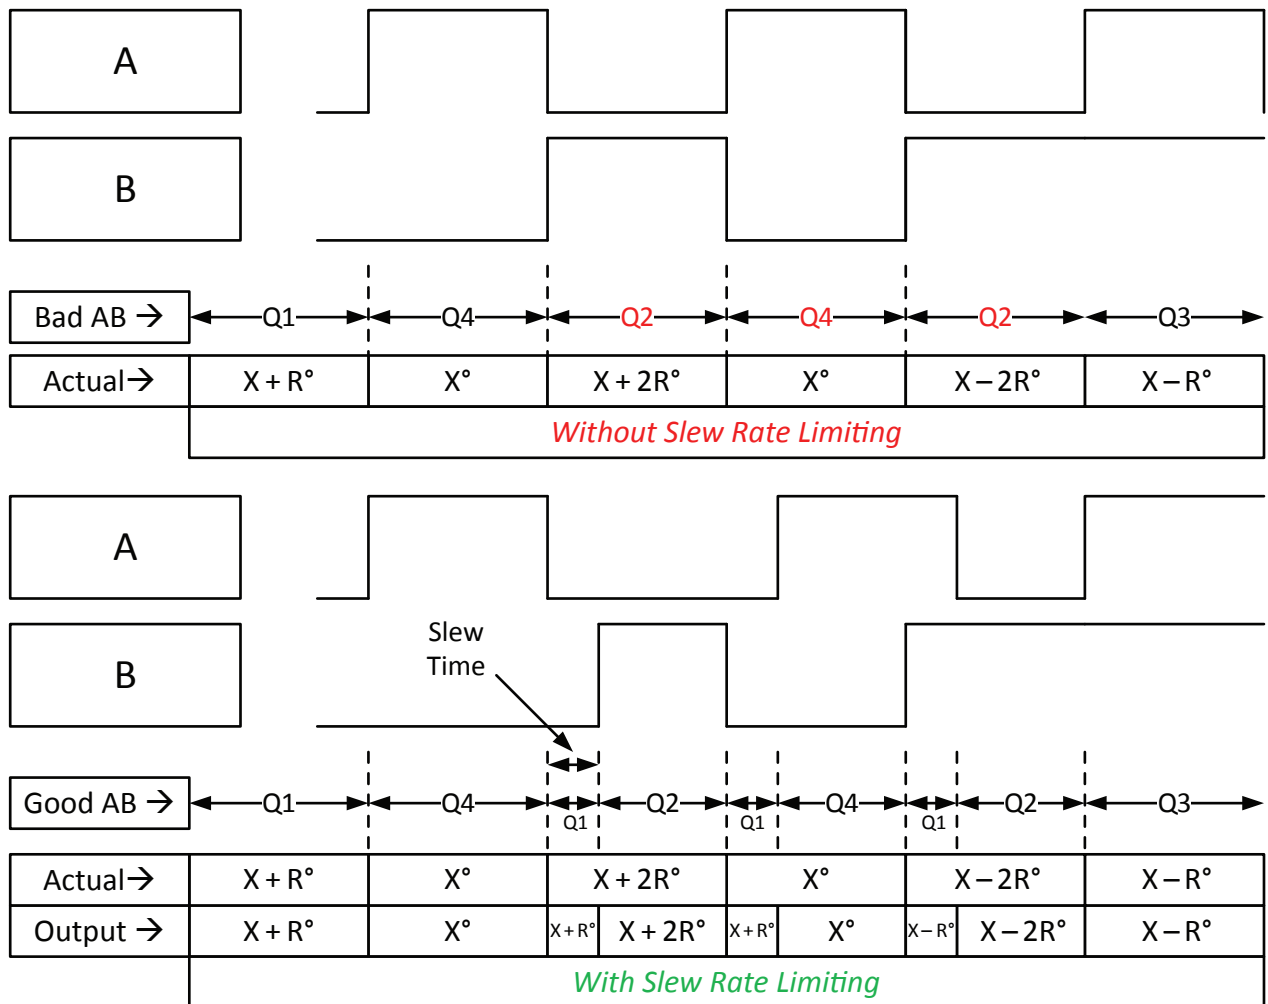 A
B
Bad AB → Q1 Q4 Q2 Q4 Q2 Q3
Actual→ X + R° X° X + 2R° X° X – 2R° X – R°
Without Slew Rate Limiting
A
B
Slew
Time
Good AB → Q1 Q4 Q1 Q2 Q1 Q4 Q1 Q2 Q3
Actual→ X + R° X° X + 2R° X° X – 2R° X – R°
Output → X + R° X° X + R° X + 2R° X + R° X° X – R° X – 2R° X – R°
With Slew Rate Limiting